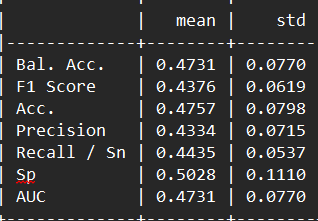 | mean | std
Bal. Acc. | 0.4731 | 0.0770
F1 Score | 0.4376 | 0.0619
Acc. | 0.4757 | 0.0798
Precision | 0.4334 | 0.0715
Recall / Sn | 0.4435 | 0.0537
Sp | 0.5028 | 0.1110
AUC | 0.4731 | 0.0770